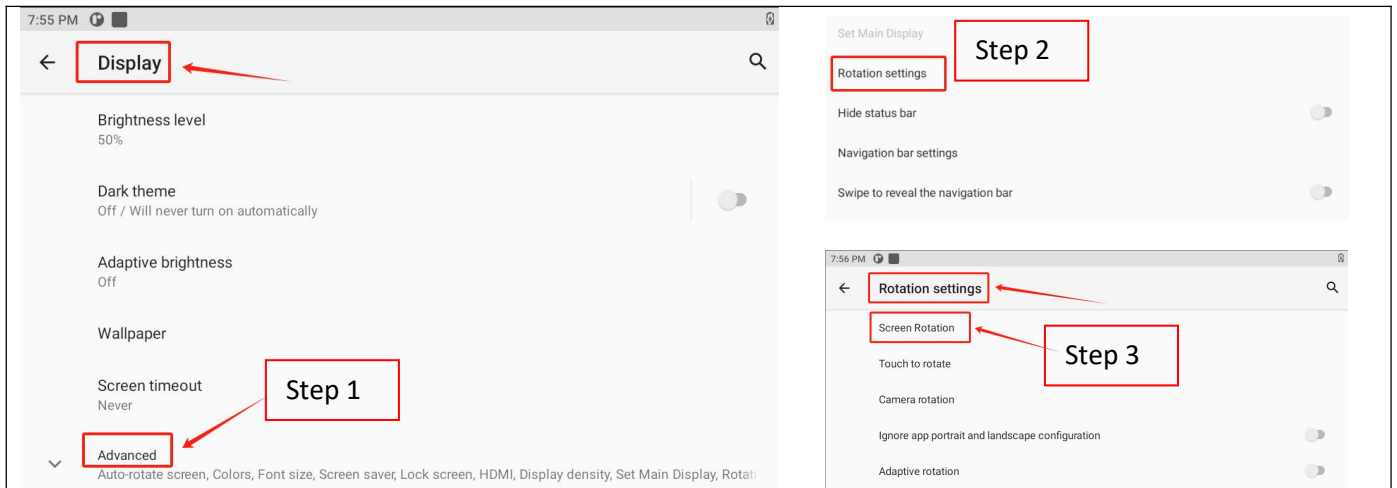 7:55 PM
Display
Brightness level
50%
Dark theme
Off / Will never turn on automatically
Adaptive brightness
Off
Wallpaper
Screen timeout
Never
Step 1
Advanced
Auto-rotate screen, Colors, Font size, Screen saver, Lock screen, HDMI, Display density, Set Main Display, Rotati
Set Main Display
Step 2
Rotation settings
Hide status bar
Navigation bar settings
Swipe to reveal the navigation bar
7:56 PM
Rotation settings
Screen Rotation
Step 3
Touch to rotate
Camera rotation
Ignore app portrait and landscape configuration
Adaptive rotation